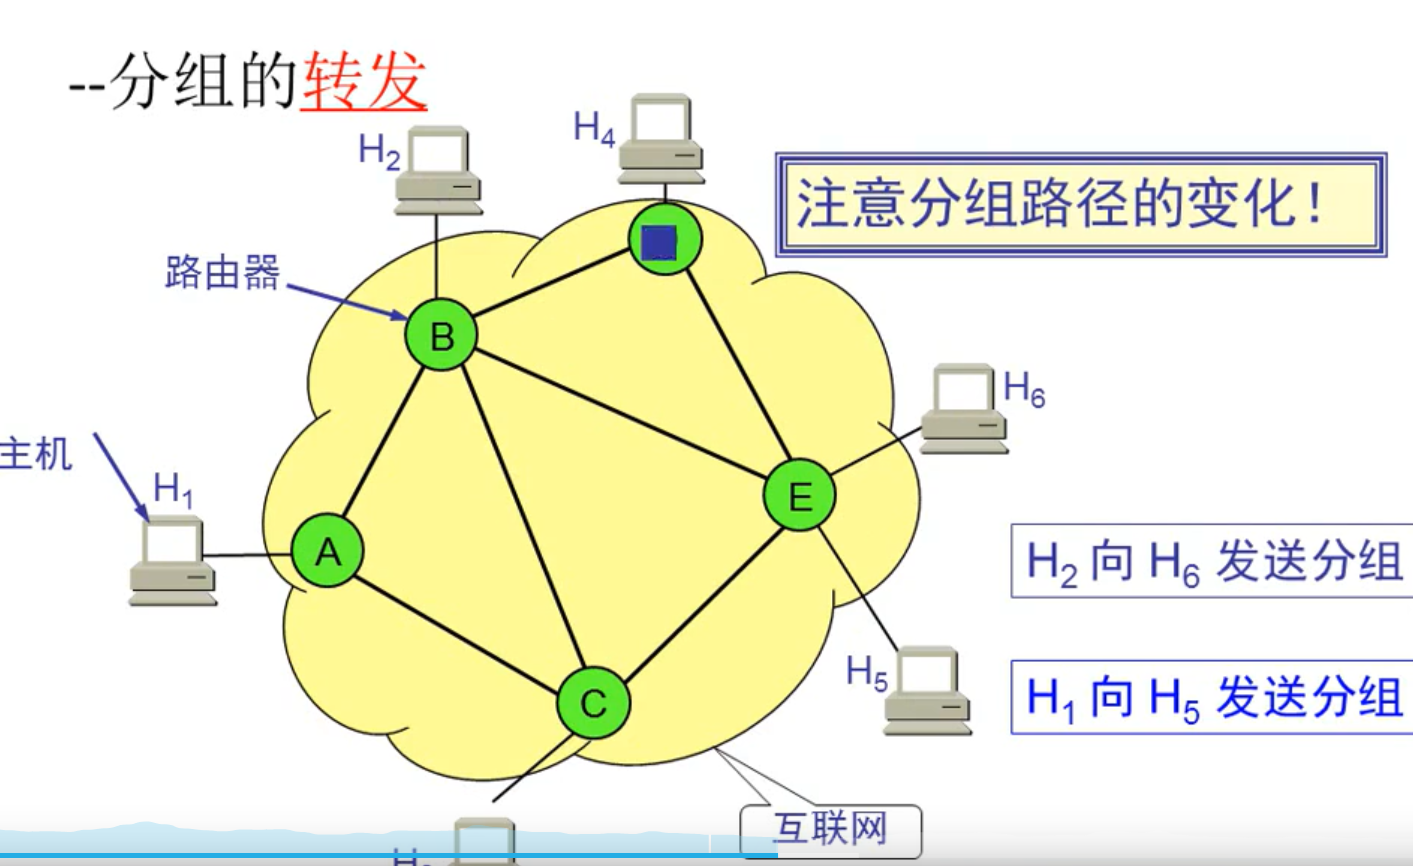 --分组的转发
H2
H4
注意分组路径的变化！
路由器
B
H6
主机
H1
E
A
H2 向 H6 发送分组
H5
H1 向 H5 发送分组
C
互联网